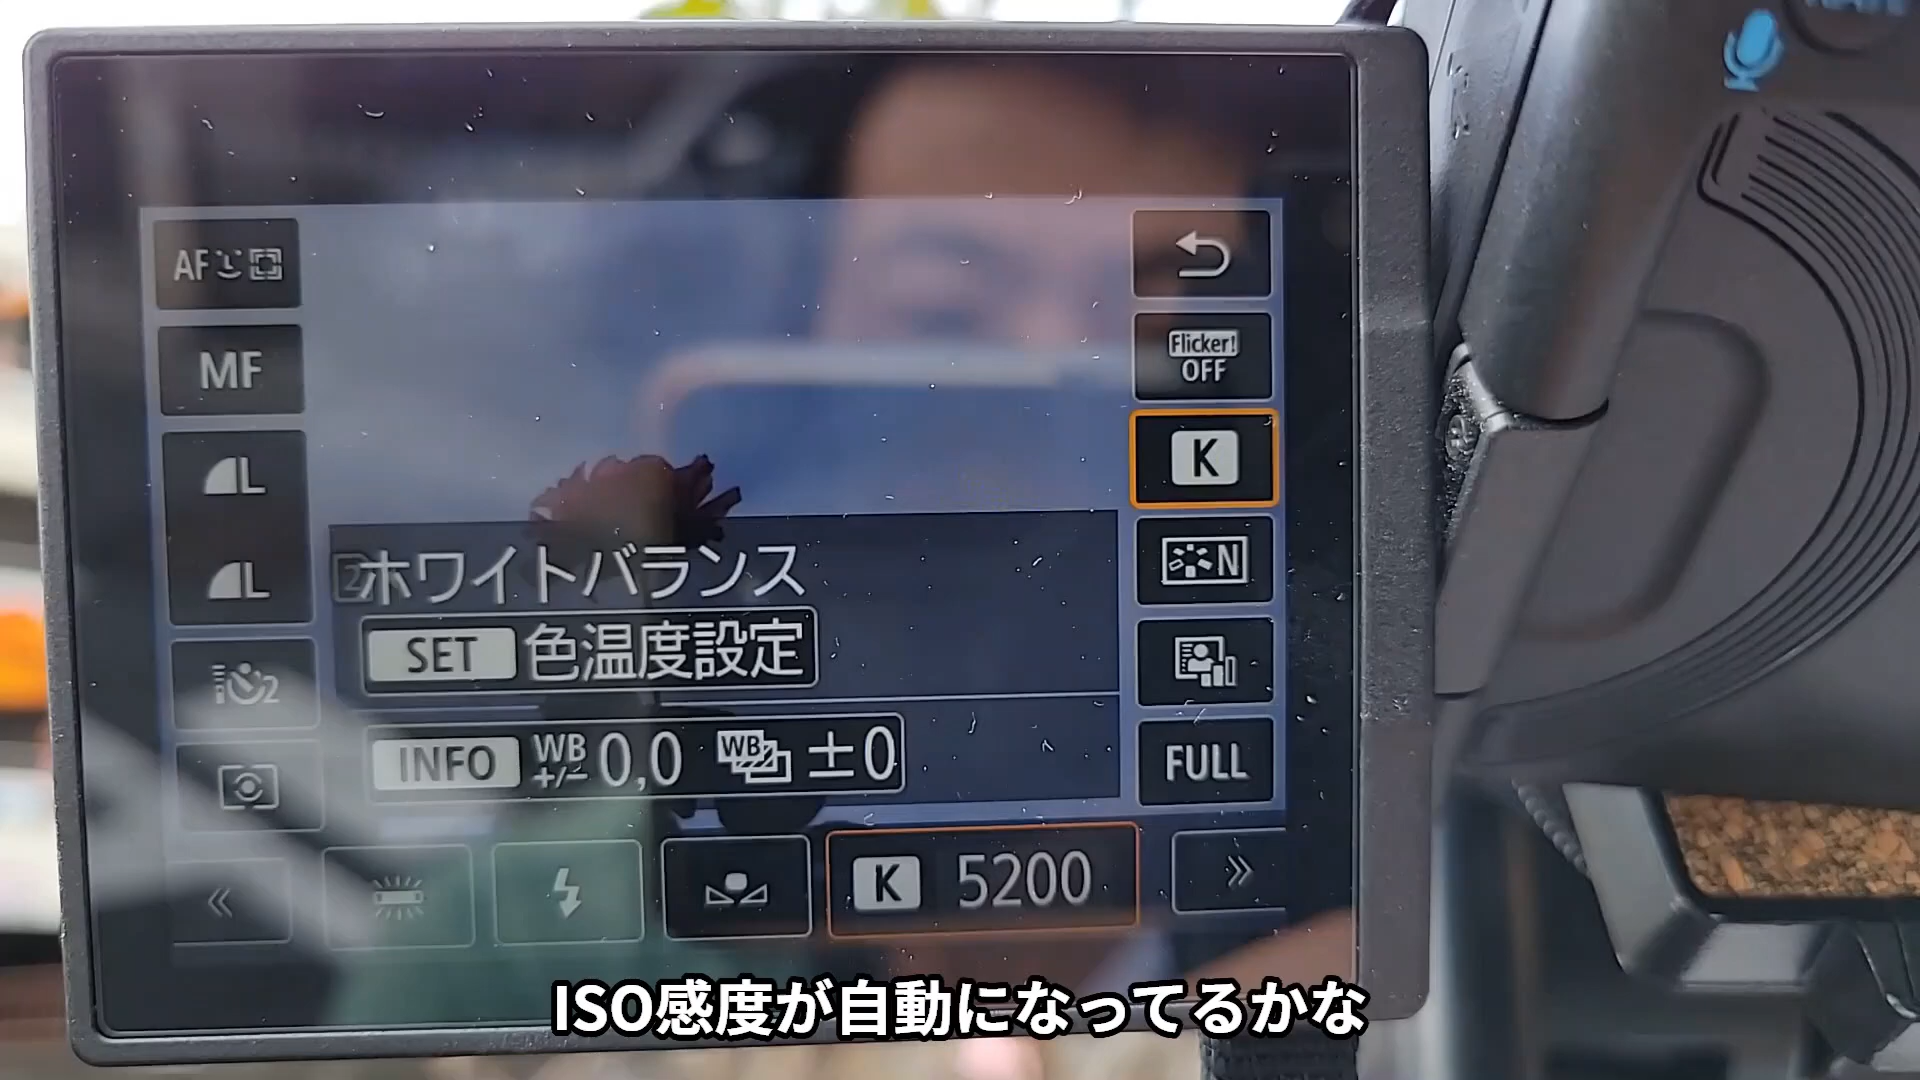 AF
MF
L
L
2
Flicker!
OFF
K
N
FULL
ホワイトバランス
SET 色温度設定
INFO WB +/- 0,0 WB ±0
K 5200
ISO感度が自動になってるかな